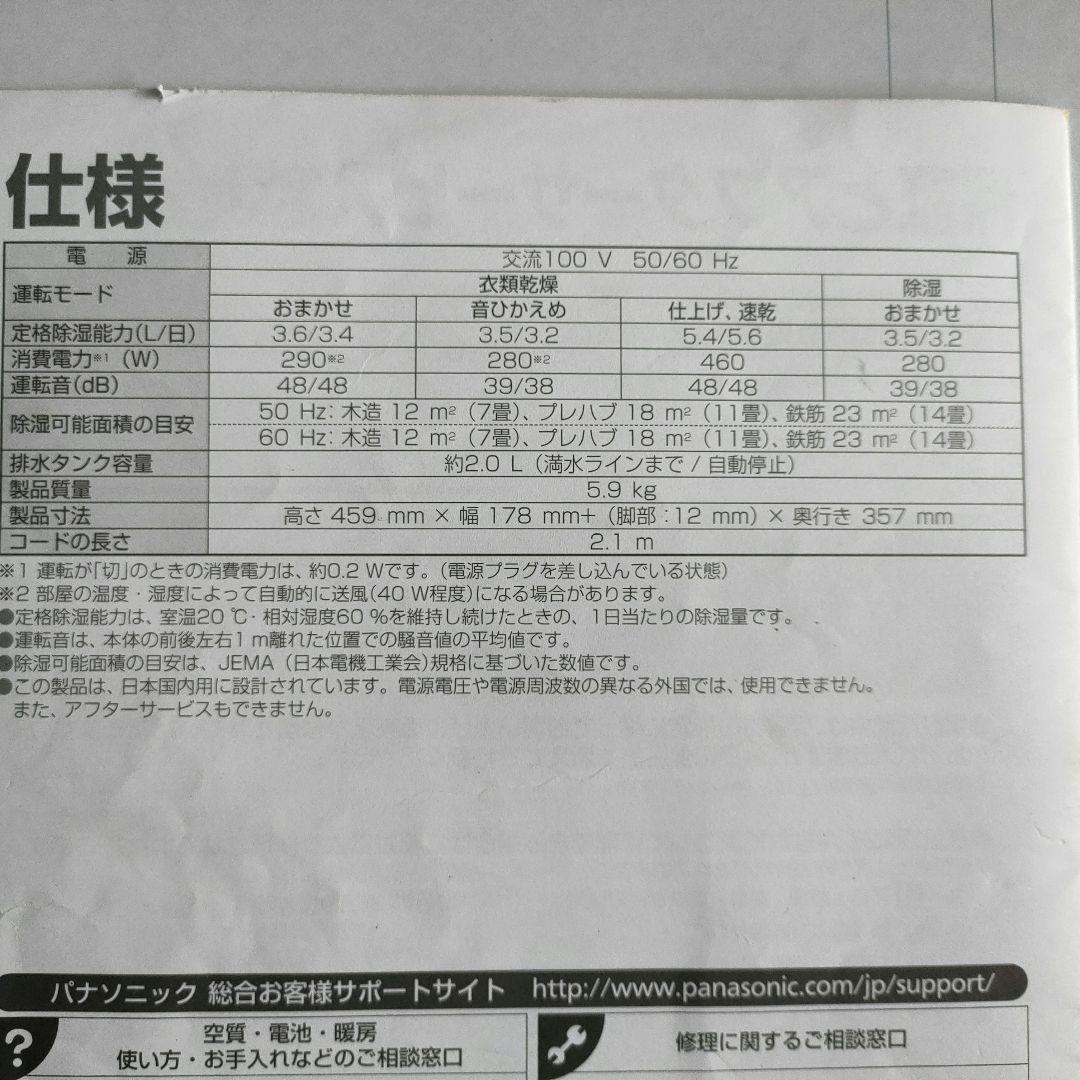 仕様
電　源　交流100 V　50/60 Hz
運転モード　衣類乾燥　除湿
おまかせ　音ひかえめ　仕上げ、速乾　おまかせ
定格除湿能力(L/日)　3.6/3.4　3.5/3.2　5.4/5.6　3.5/3.2
消費電力※1（W）　290※2　280※2　460　280
運転音(dB)　48/48　39/38　48/48　39/38
除湿可能面積の目安　50 Hz：木造 12 m²（7畳）、プレハブ 18 m²（11畳）、鉄筋 23 m²（14畳）
60 Hz：木造 12 m²（7畳）、プレハブ 18 m²（11畳）、鉄筋 23 m²（14畳）
排水タンク容量　約2.0 L（満水ラインまで / 自動停止）
製品質量　5.9 kg
製品寸法　高さ 459 mm × 幅 178 mm＋（脚部：12 mm）× 奥行き 357 mm
コードの長さ　2.1 m
※1 運転が「切」のときの消費電力は、約0.2 Wです。（電源プラグを差し込んでいる状態）
※2 部屋の温度・湿度によって自動的に送風(40 W程度)になる場合があります。
●定格除湿能力は、室温20 ℃・相対湿度60 %を維持し続けたときの、1日当たりの除湿量です。
●運転音は、本体の前後左右1 m離れた位置での騒音値の平均値です。
●除湿可能面積の目安は、JEMA（日本電機工業会)規格に基づいた数値です。
●この製品は、日本国内用に設計されています。電源電圧や電源周波数の異なる外国では、使用できません。
また、アフターサービスもできません。
パナソニック 総合お客様サポートサイト　http://www.panasonic.com/jp/support/
?　空質・電池・暖房
使い方・お手入れなどのご相談窓口
修理に関するご相談窓口